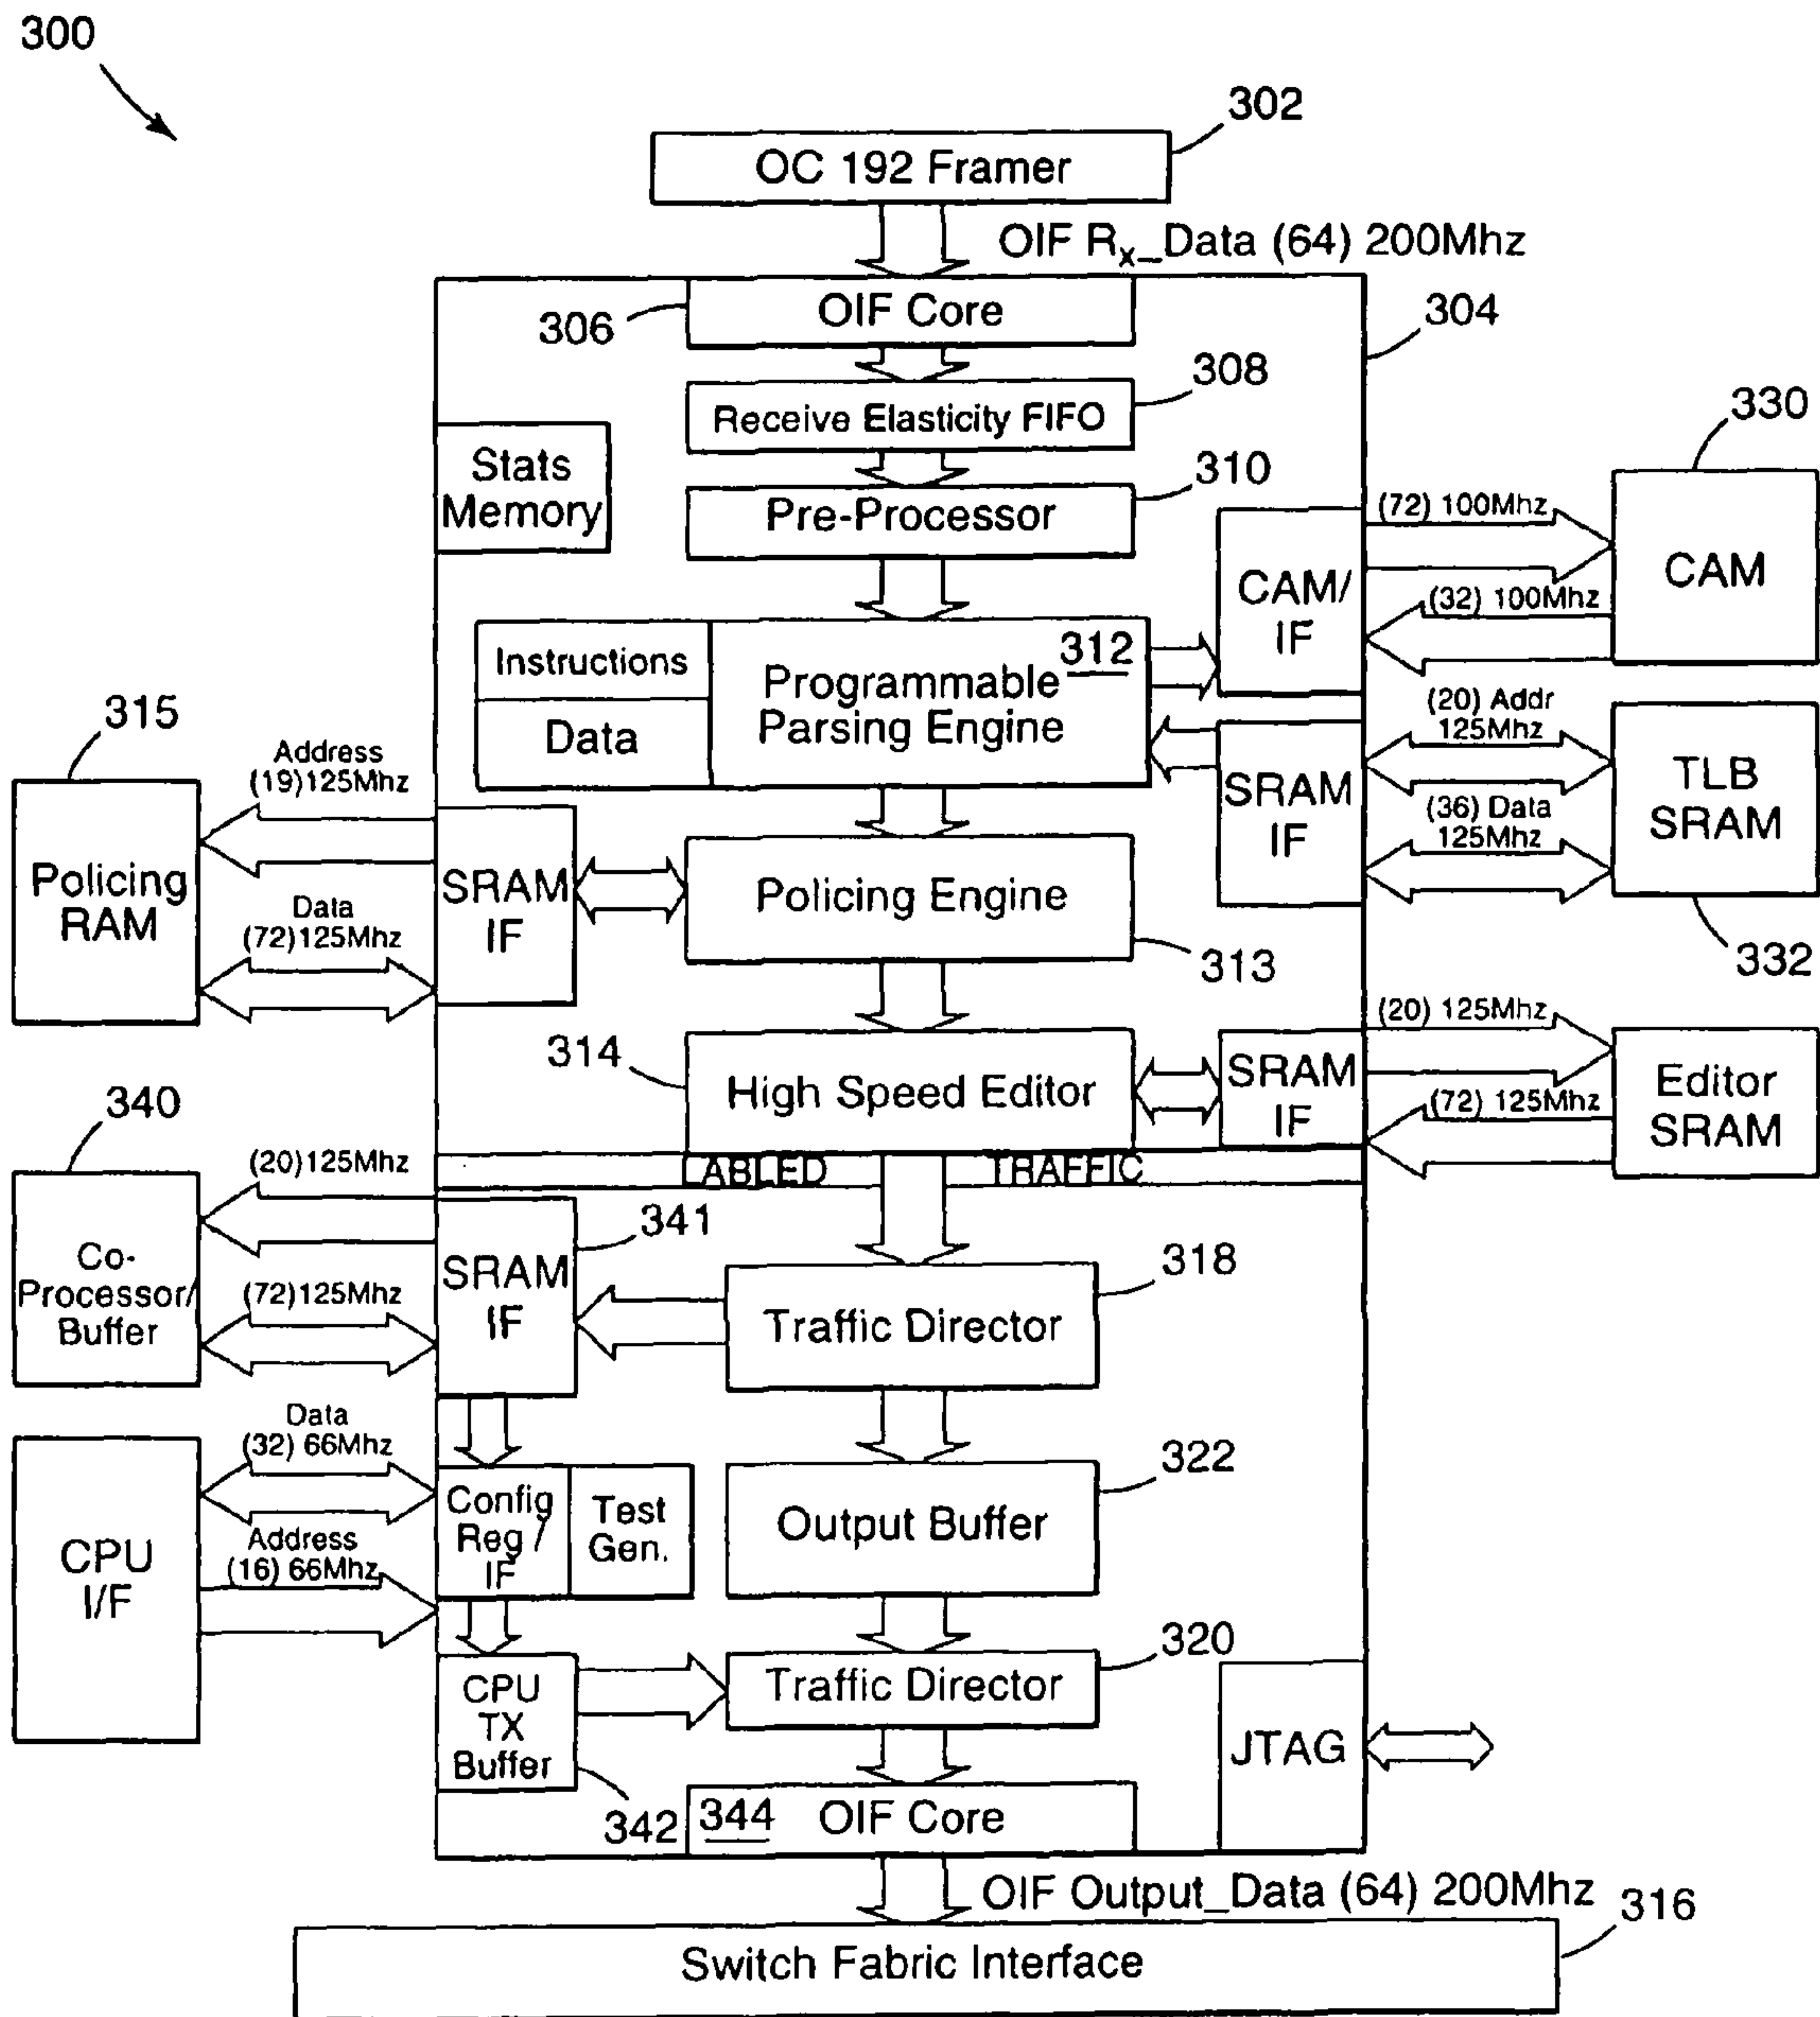 300
302
OC 192 Framer
OIF Rx_Data (64) 200Mhz
304
306
OIF Core
308
Receive Elasticity FIFO
Stats
Memory
310
Pre-Processor
330
(72) 100Mhz
CAM/
IF
CAM
(32) 100Mhz
Instructions
Data
312
Programmable
Parsing Engine
315
Address
(19)125Mhz
Policing
RAM
Data
(72)125Mhz
SRAM
IF
Policing Engine
313
SRAM
IF
(20) Addr
125Mhz
(36) Data
125Mhz
TLB
SRAM
332
314
High Speed Editor
SRAM
IF
(20) 125Mhz
(72) 125Mhz
Editor
SRAM
LABLED TRAFFIC
340
(20)125Mhz
Co-
Processor/
Buffer
(72)125Mhz
341
SRAM
IF
318
Traffic Director
Data
(32) 66Mhz
CPU
I/F
Address
(16) 66Mhz
Config
Reg /
IF
Test
Gen.
322
Output Buffer
320
Traffic Director
CPU
TX
Buffer
342
JTAG
344
OIF Core
OIF Output_Data (64) 200Mhz
316
Switch Fabric Interface